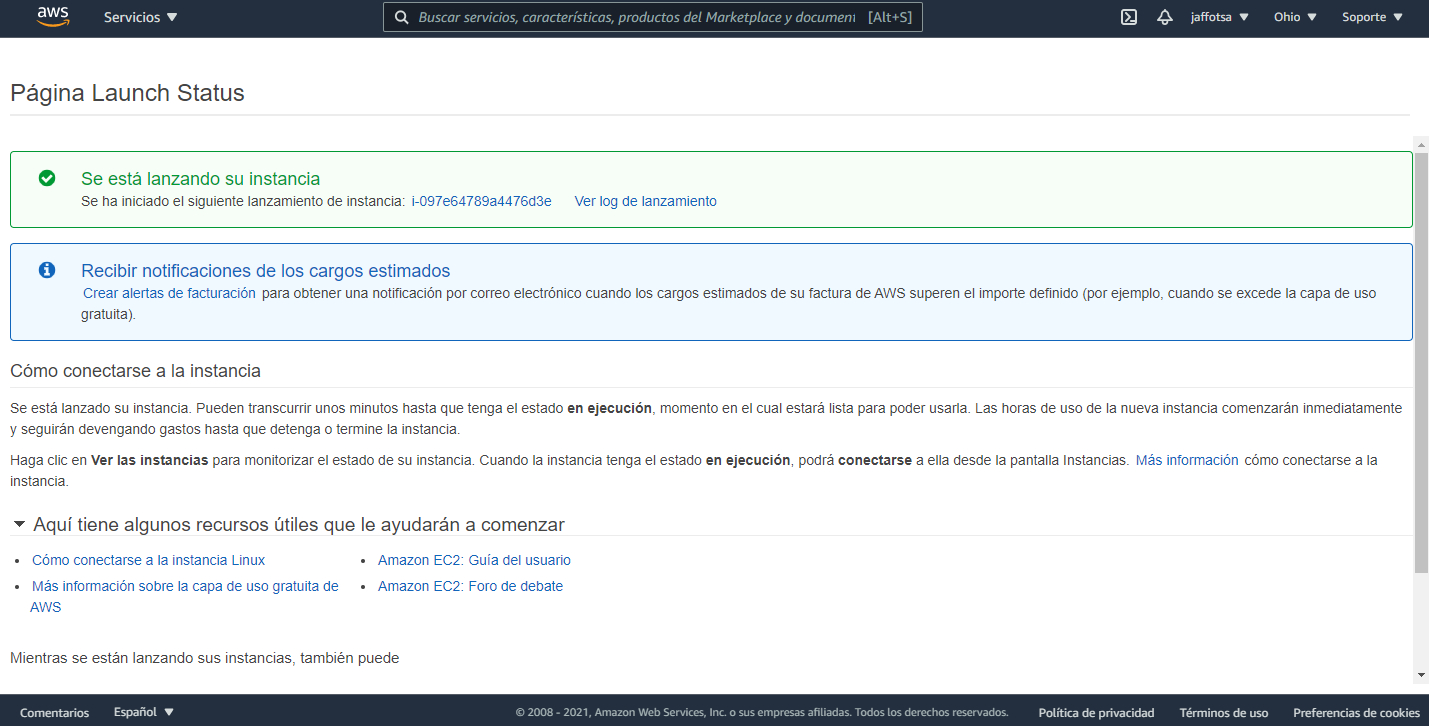 aws
Servicios
Buscar servicios, características, productos del Marketplace y documen
[Alt+S]
jaffotsa
Ohio
Soporte
Página Launch Status
Se está lanzando su instancia
Se ha iniciado el siguiente lanzamiento de instancia: i-097e64789a4476d3e Ver log de lanzamiento
Recibir notificaciones de los cargos estimados
Crear alertas de facturación para obtener una notificación por correo electrónico cuando los cargos estimados de su factura de AWS superen el importe definido (por ejemplo, cuando se excede la capa de uso
gratuita).
Cómo conectarse a la instancia
Se está lanzado su instancia. Pueden transcurrir unos minutos hasta que tenga el estado en ejecución, momento en el cual estará lista para poder usarla. Las horas de uso de la nueva instancia comenzarán inmediatamente
y seguirán devengando gastos hasta que detenga o termine la instancia.
Haga clic en Ver las instancias para monitorizar el estado de su instancia. Cuando la instancia tenga el estado en ejecución, podrá conectarse a ella desde la pantalla Instancias. Más información cómo conectarse a la
instancia.
Aquí tiene algunos recursos útiles que le ayudarán a comenzar
• Cómo conectarse a la instancia Linux
• Más información sobre la capa de uso gratuita de
AWS
• Amazon EC2: Guía del usuario
• Amazon EC2: Foro de debate
Mientras se están lanzando sus instancias, también puede
Comentarios
Español
© 2008 - 2021, Amazon Web Services, Inc. o sus empresas afiliadas. Todos los derechos reservados.
Política de privacidad
Términos de uso
Preferencias de cookies